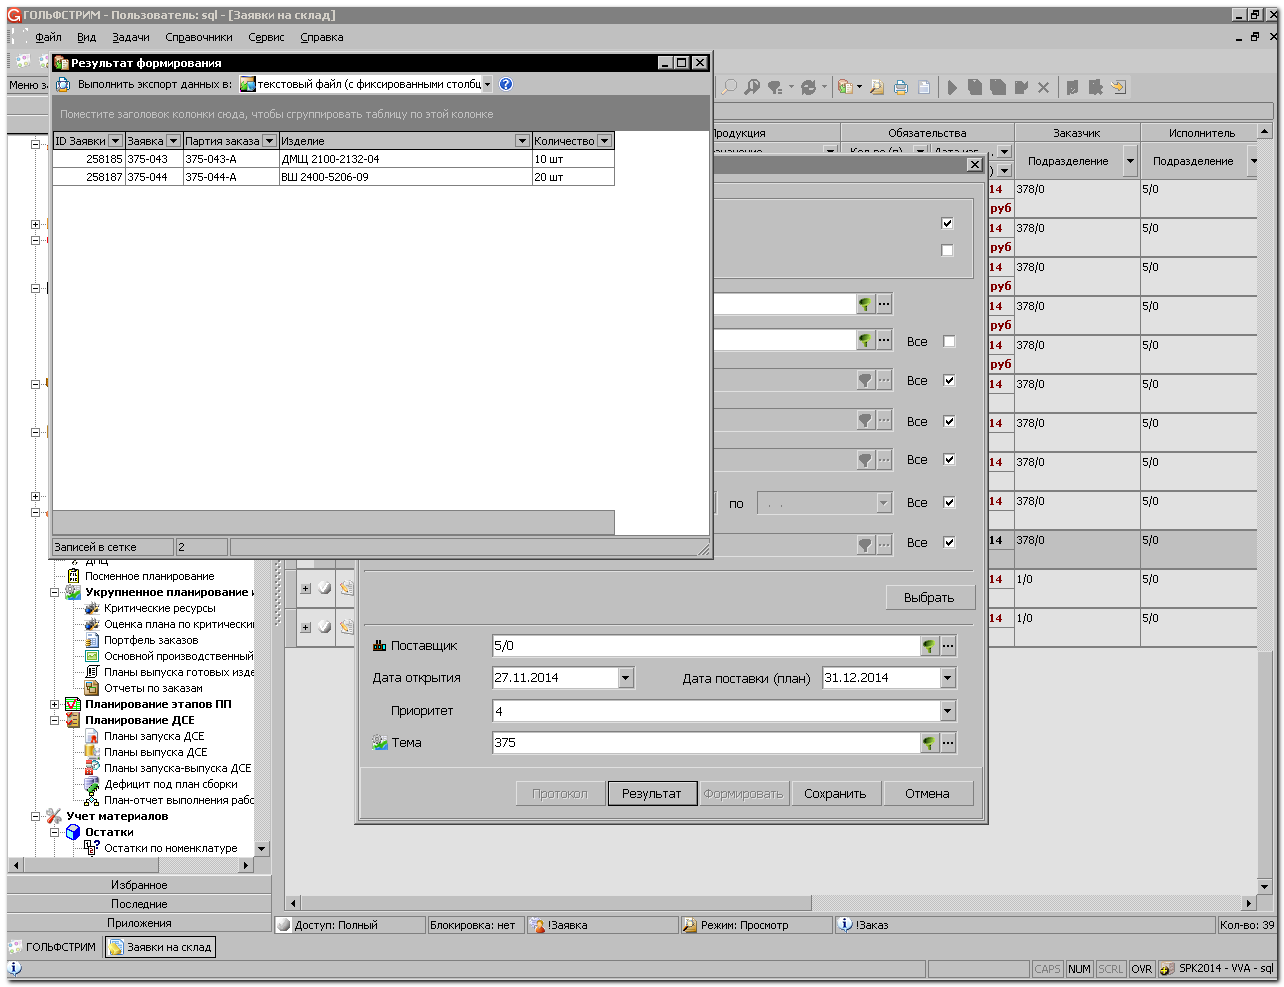 ГОЛЬФСТРИМ - Пользователь: sql - [Заявки на склад]
Файл Вид Задачи Справочники Сервис Справка
Результат формирования
Меню
Выполнить экспорт данных в: текстовый файл (с фиксированными столбц
Поместите заголовок колонки сюда, чтобы сгруппировать таблицу по этой колонке
ID Заявки Заявка Партия заказа Изделие Количество
258185 375-043 375-043-А ДМЩ 2100-2132-04 10 шт
258187 375-044 375-044-А ВШ 2400-5206-09 20 шт
Записей в сетке 2
Обязательства Заказчик Исполнитель
Подразделение Подразделение
14 378/0 5/0
руб
14 378/0 5/0
руб
14 378/0 5/0
руб
14 378/0 5/0
руб
14 378/0 5/0
руб
14 378/0 5/0
14 378/0 5/0
14 378/0 5/0
14 378/0 5/0
14 378/0 5/0
14 1/0 5/0
14 1/0 5/0
Все
Все
Все
Все
по . . Все
Все
Выбрать
Поставщик 5/0
Дата открытия 27.11.2014 Дата поставки (план) 31.12.2014
Приоритет 4
Тема 375
Протокол Результат Формировать Сохранить Отмена
Посменное планирование
Укрупненное планирование и
Критические ресурсы
Оценка плана по критически
Портфель заказов
Основной производственный
Планы выпуска готовых изде
Отчеты по заказам
Планирование этапов ПП
Планирование ДСЕ
Планы запуска ДСЕ
Планы выпуска ДСЕ
Планы запуска-выпуска ДСЕ
Дефицит под план сборки
План-отчет выполнения рабо
Учет материалов
Остатки
Остатки по номенклатуре
Избранное
Последние
Приложения
Доступ: Полный Блокировка: нет !Заявка Режим: Просмотр !Заказ Кол-во: 39
ГОЛЬФСТРИМ Заявки на склад
CAPS NUM SCRL OVR SPK2014 - VVA - sql